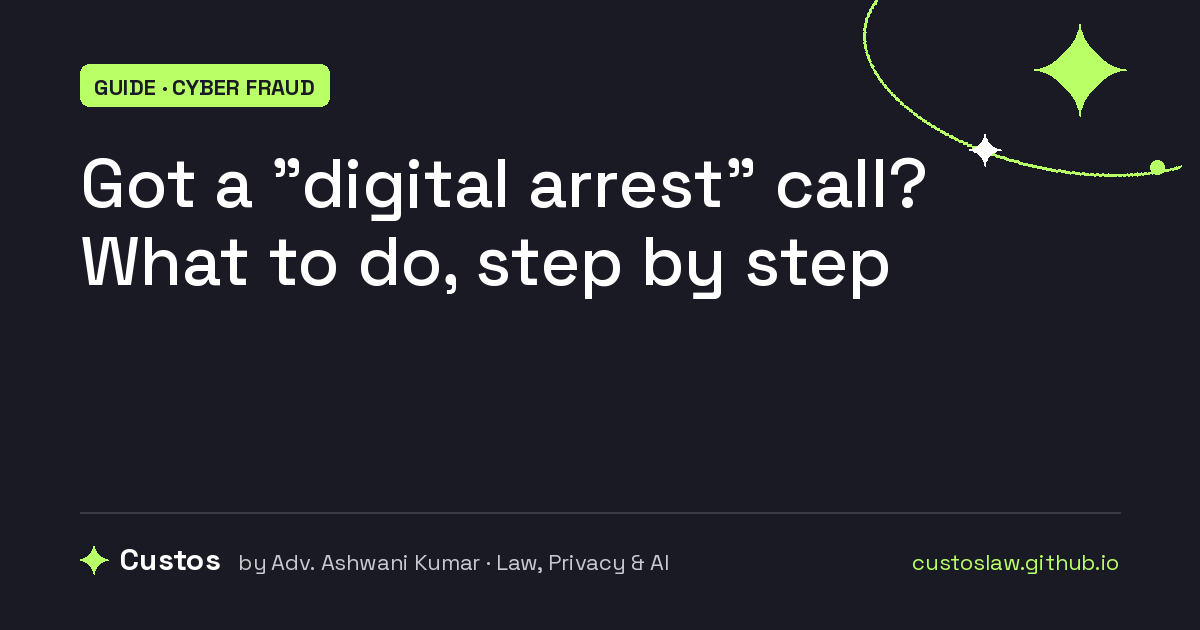 GUIDE · CYBER FRAUD
Got a ”digital arrest” call?
What to do, step by step
Custos by Adv. Ashwani Kumar · Law, Privacy & AI
custoslaw.github.io